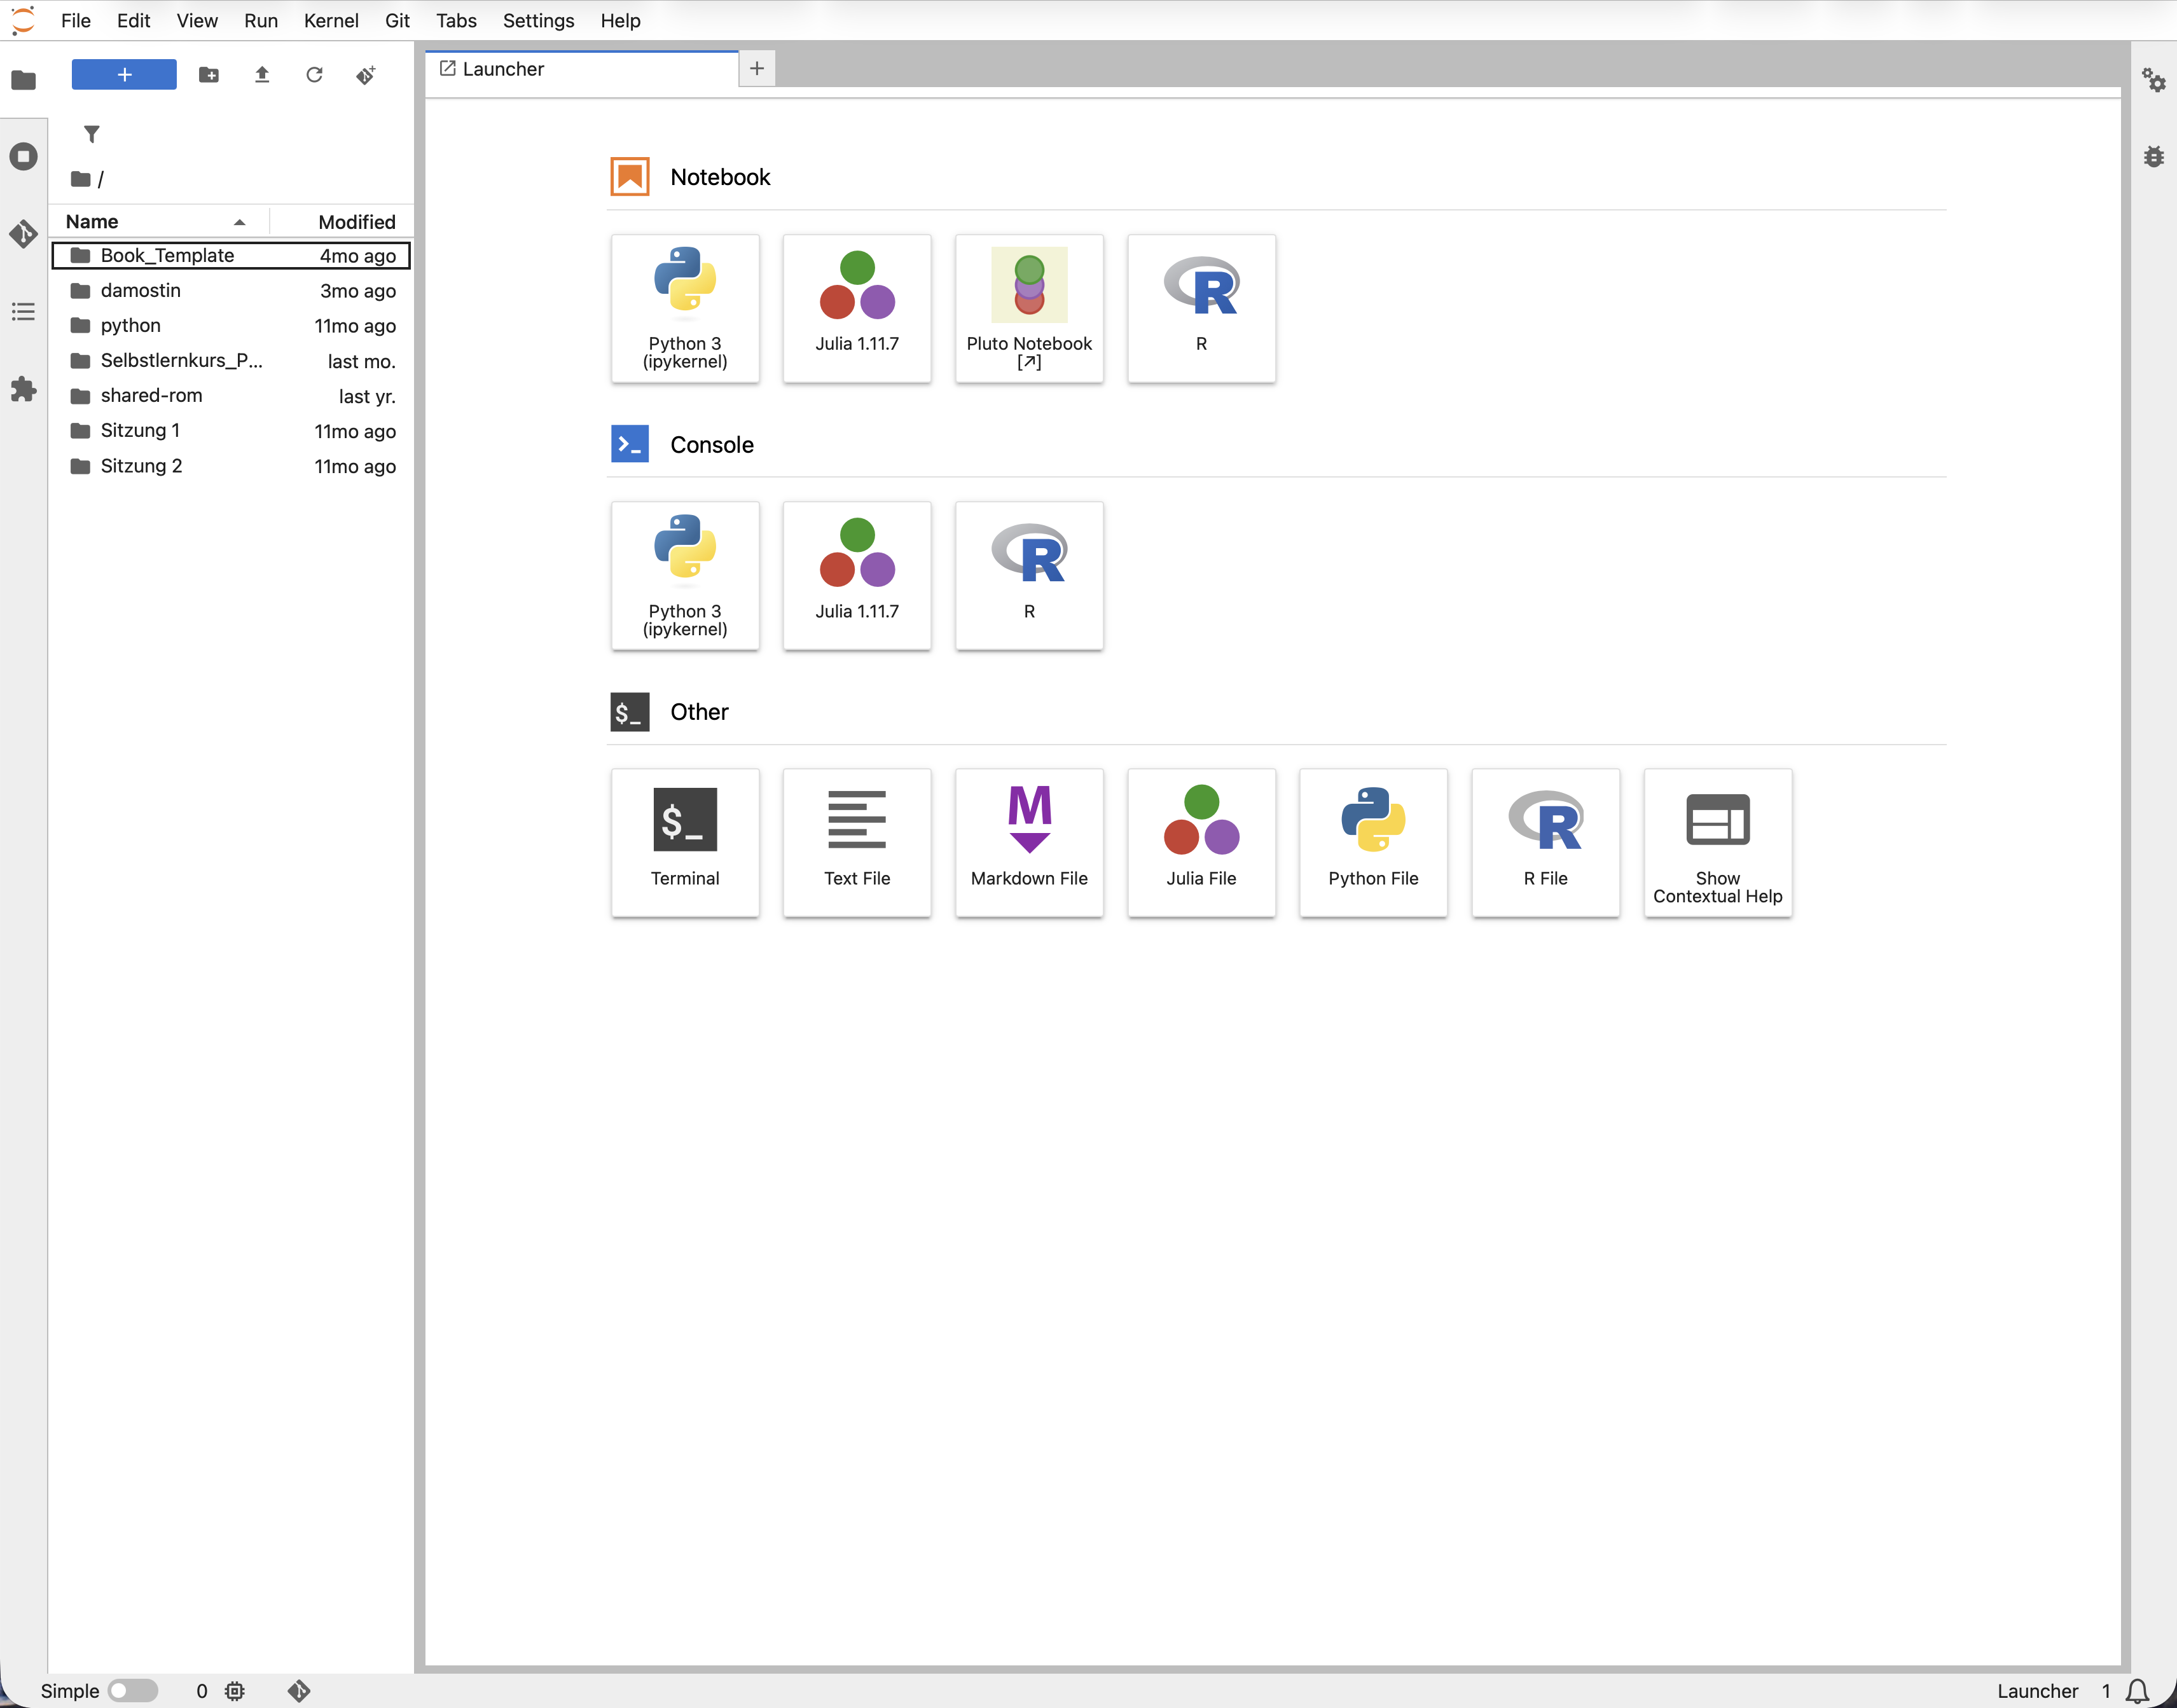 File Edit View Run Kernel Git Tabs Settings Help
+
Launcher
+
/
Name Modified
Book_Template 4mo ago
damostin 3mo ago
python 11mo ago
Selbstlernkurs_P... last mo.
shared-rom last yr.
Sitzung 1 11mo ago
Sitzung 2 11mo ago
Notebook
Python 3
(ipykernel)
Julia 1.11.7
Pluto Notebook
[↗]
R
Console
Python 3
(ipykernel)
Julia 1.11.7
R
$_ Other
$_
Terminal
Text File
M
Markdown File
Julia File
Python File
R File
Show
Contextual Help
Simple 0
Launcher 1